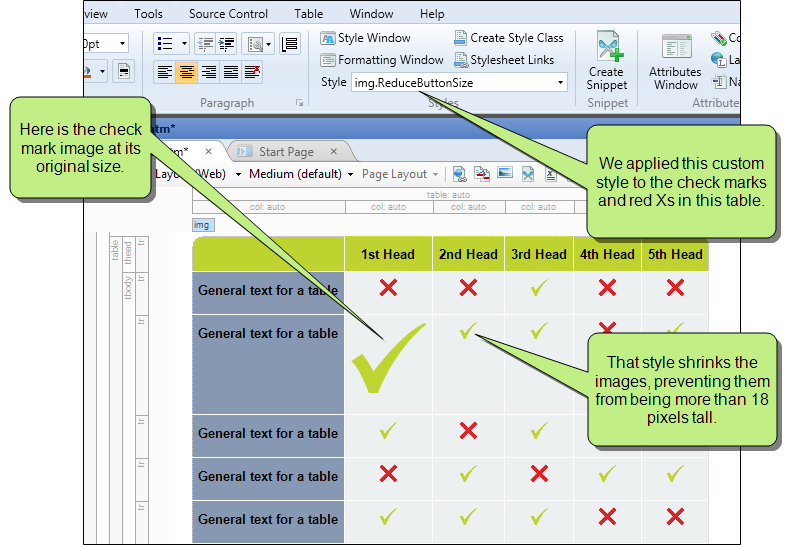 view Tools Source Control Table Window Help
0pt
Style Window
Create Style Class
Formatting Window
Stylesheet Links
Style img.ReduceButtonSize
Create
Snippet
Attributes
Window
Paragraph
Styles
Snippet
Attribute
Here is the check
mark image at its
original size.
We applied this custom
style to the check marks
and red Xs in this table.
Start Page
(Web) Medium (default) Page Layout
table: auto
col: auto col: auto col: auto col: auto col: auto
img
table
thead
tr
tbody
tr
tr
tr
tr
tr
1st Head 2nd Head 3rd Head 4th Head 5th Head
General text for a table
General text for a table
That style shrinks the
images, preventing them
from being more than 18
pixels tall.
General text for a table
General text for a table
General text for a table